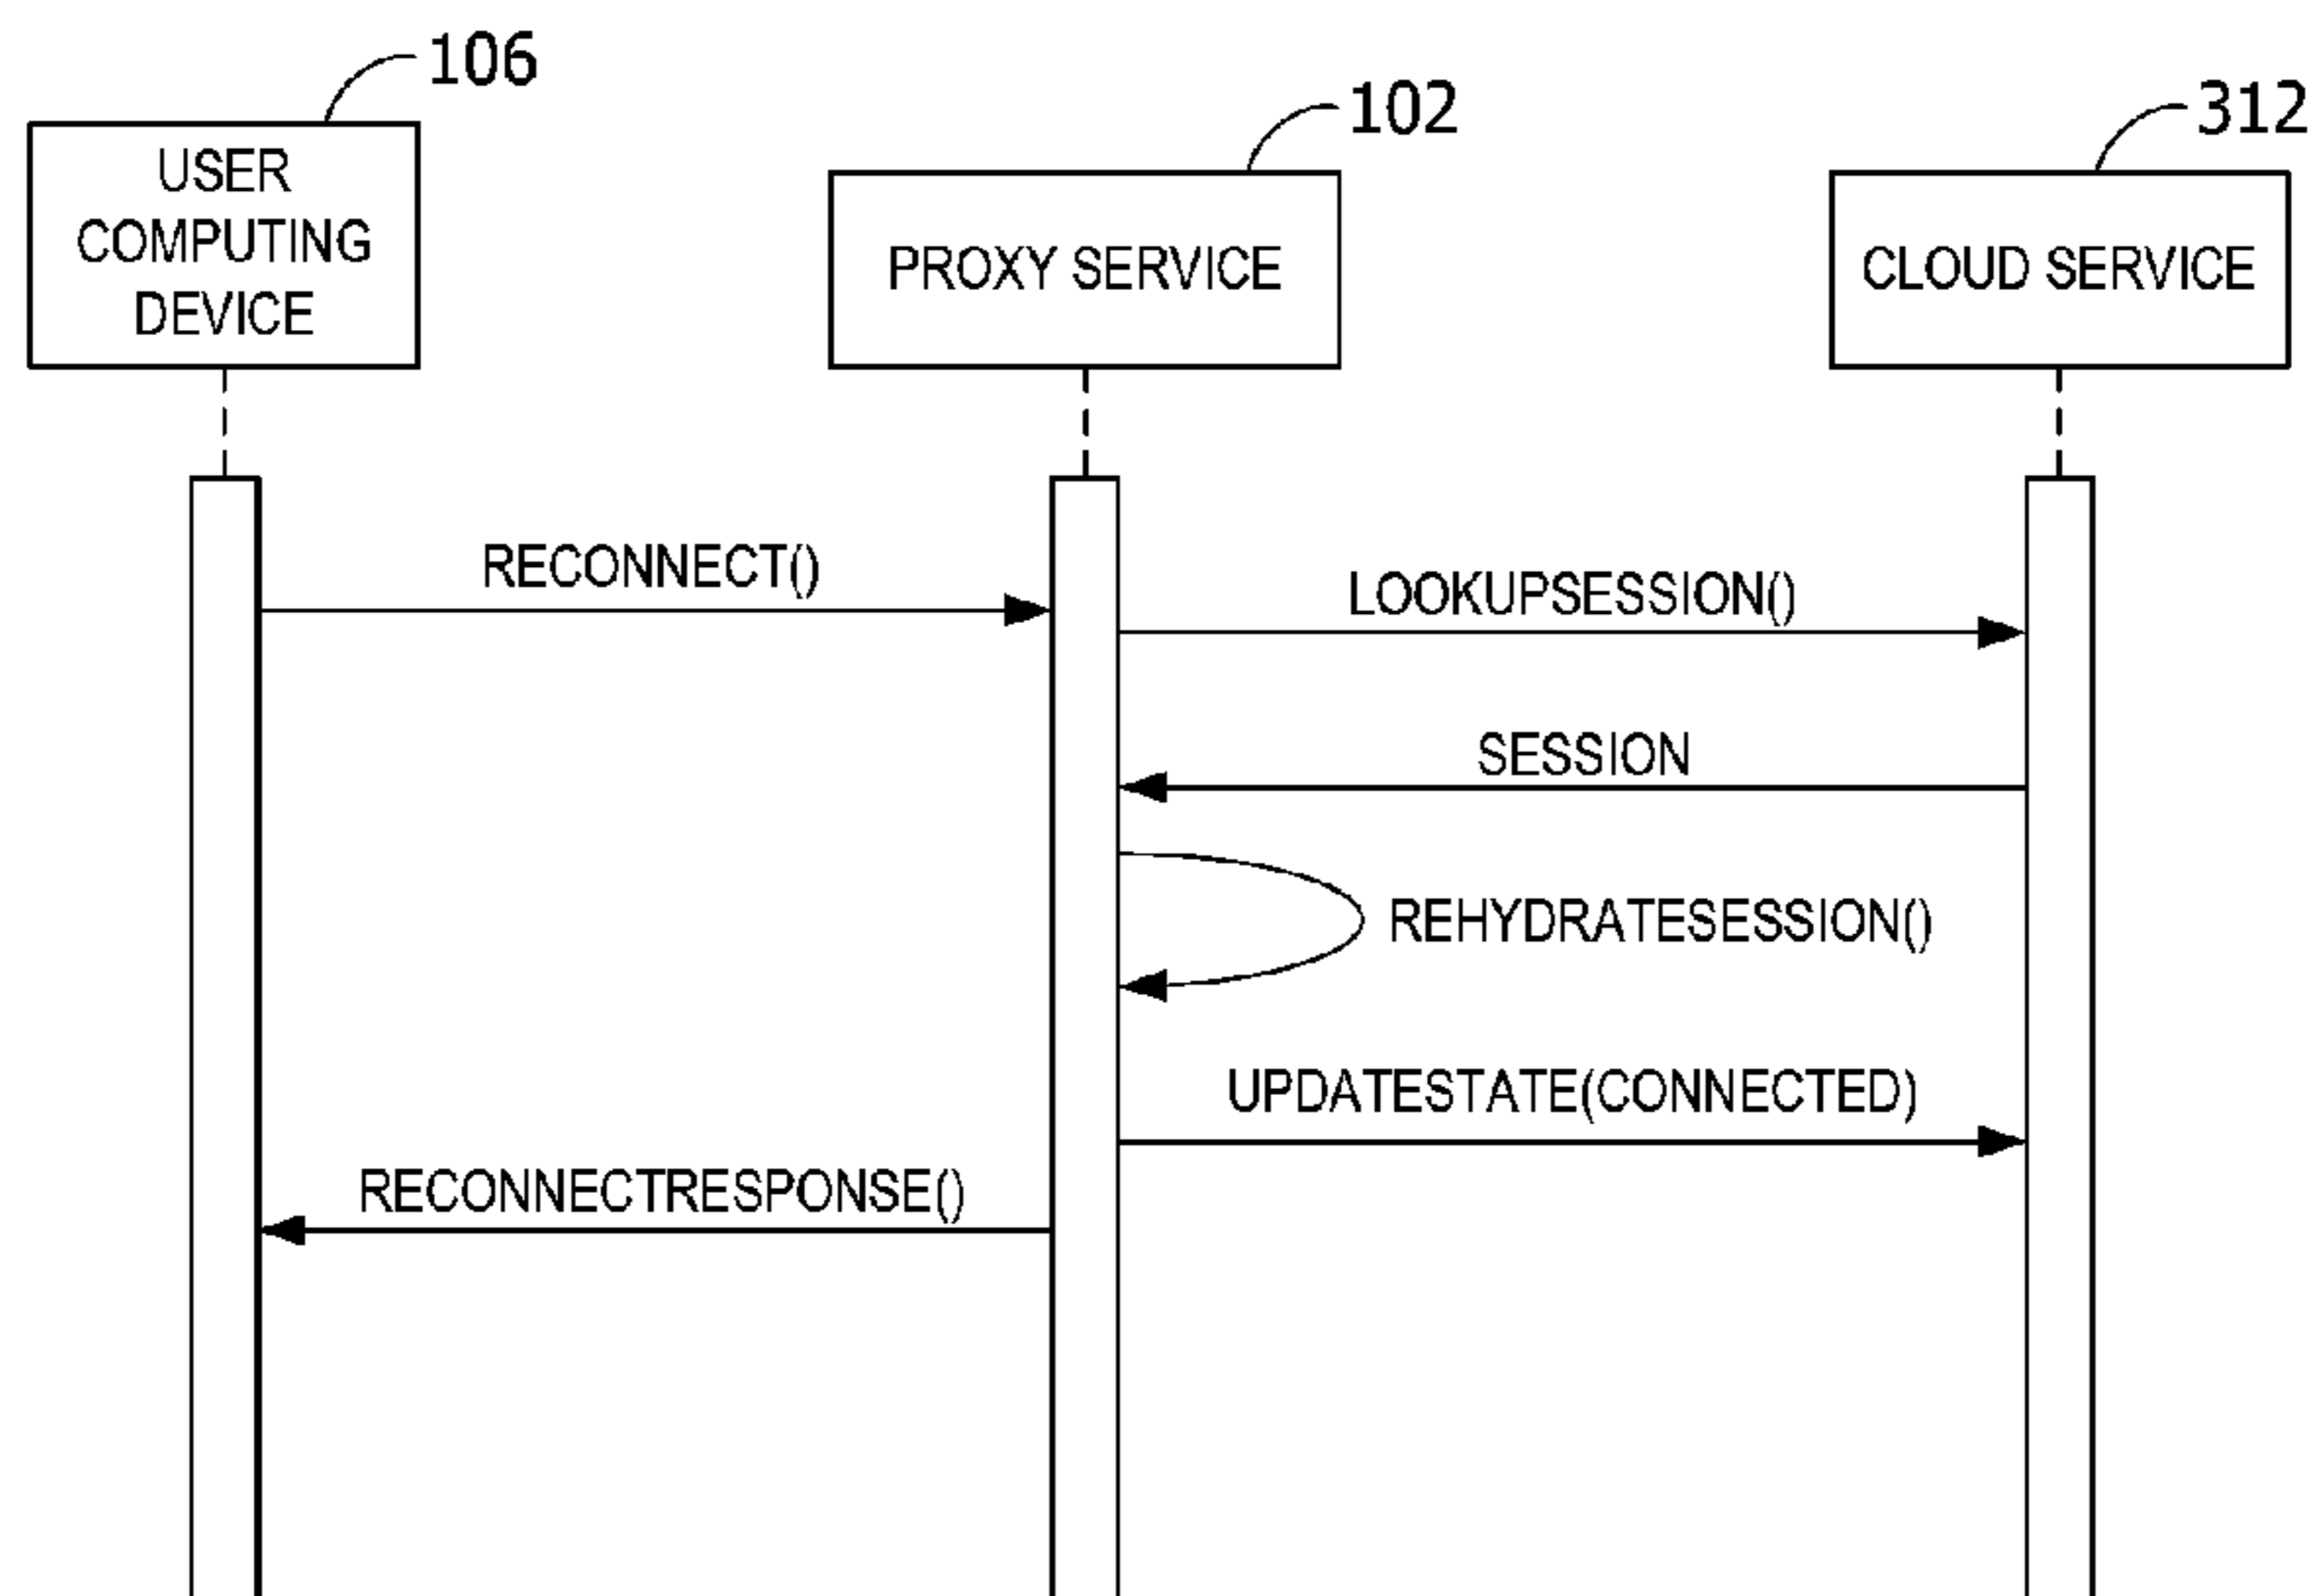 106
102
312
USER
COMPUTING
DEVICE
PROXY SERVICE
CLOUD SERVICE
RECONNECT()
LOOKUPSESSION()
SESSION
REHYDRATESESSION()
UPDATESTATE(CONNECTED)
RECONNECTRESPONSE()